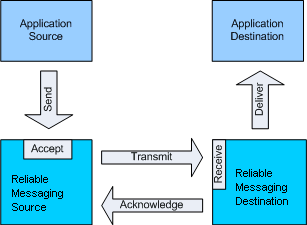 Application
Source
Application
Destination
Send
Deliver
Accept
Transmit
Receive
Reliable
Messaging
Source
Reliable
Messaging
Destination
Acknowledge